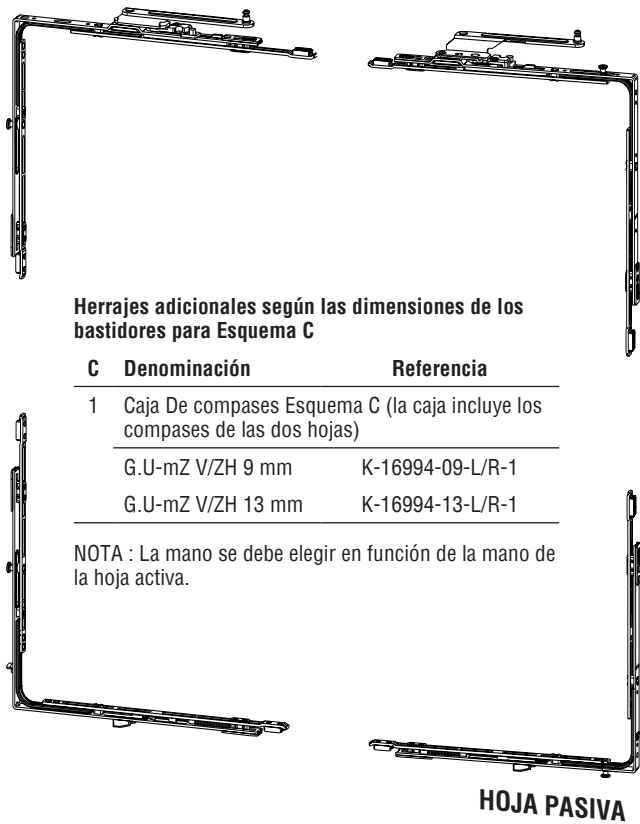 Herrajes adicionales según las dimensiones de los
bastidores para Esquema C
C Denominación Referencia
1 Caja De compases Esquema C (la caja incluye los
compases de las dos hojas)
G.U-mZ V/ZH 9 mm K-16994-09-L/R-1
G.U-mZ V/ZH 13 mm K-16994-13-L/R-1
NOTA : La mano se debe elegir en función de la mano de
la hoja activa.
HOJA PASIVA